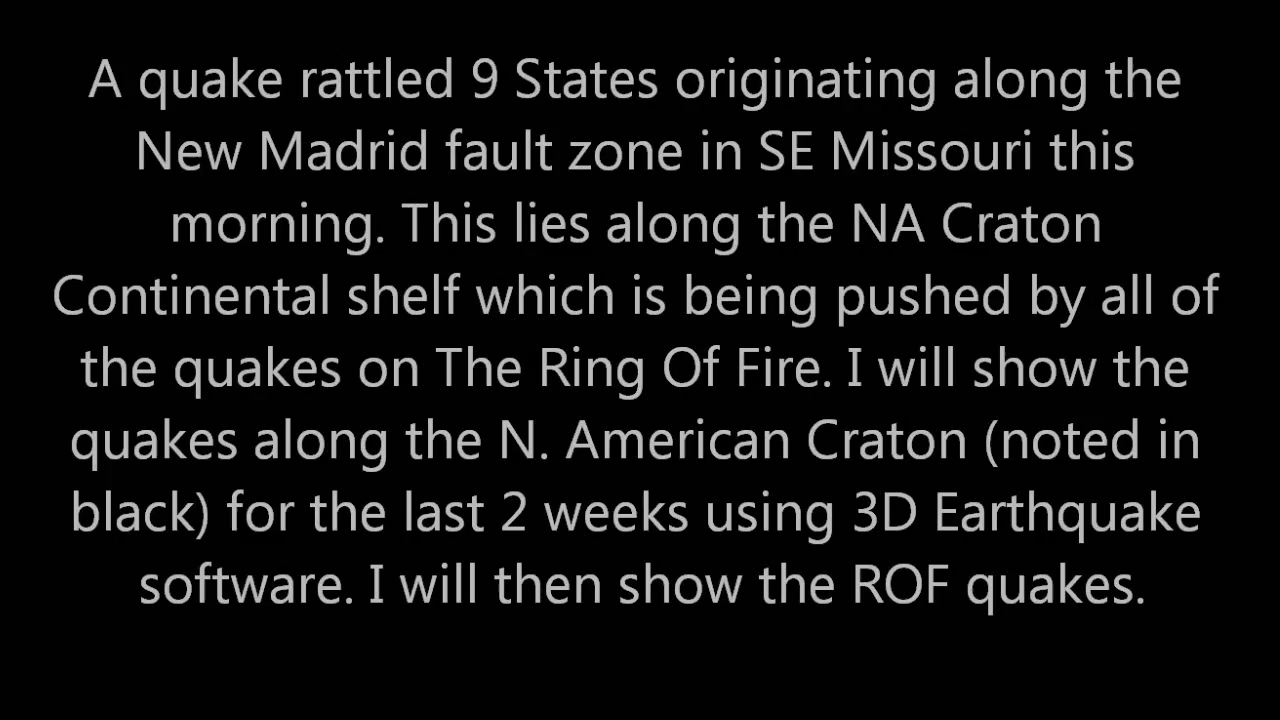 A quake rattled 9 States originating along the
New Madrid fault zone in SE Missouri this
morning. This lies along the NA Craton
Continental shelf which is being pushed by all of
the quakes on The Ring Of Fire. I will show the
quakes along the N. American Craton (noted in
black) for the last 2 weeks using 3D Earthquake
software. I will then show the ROF quakes.